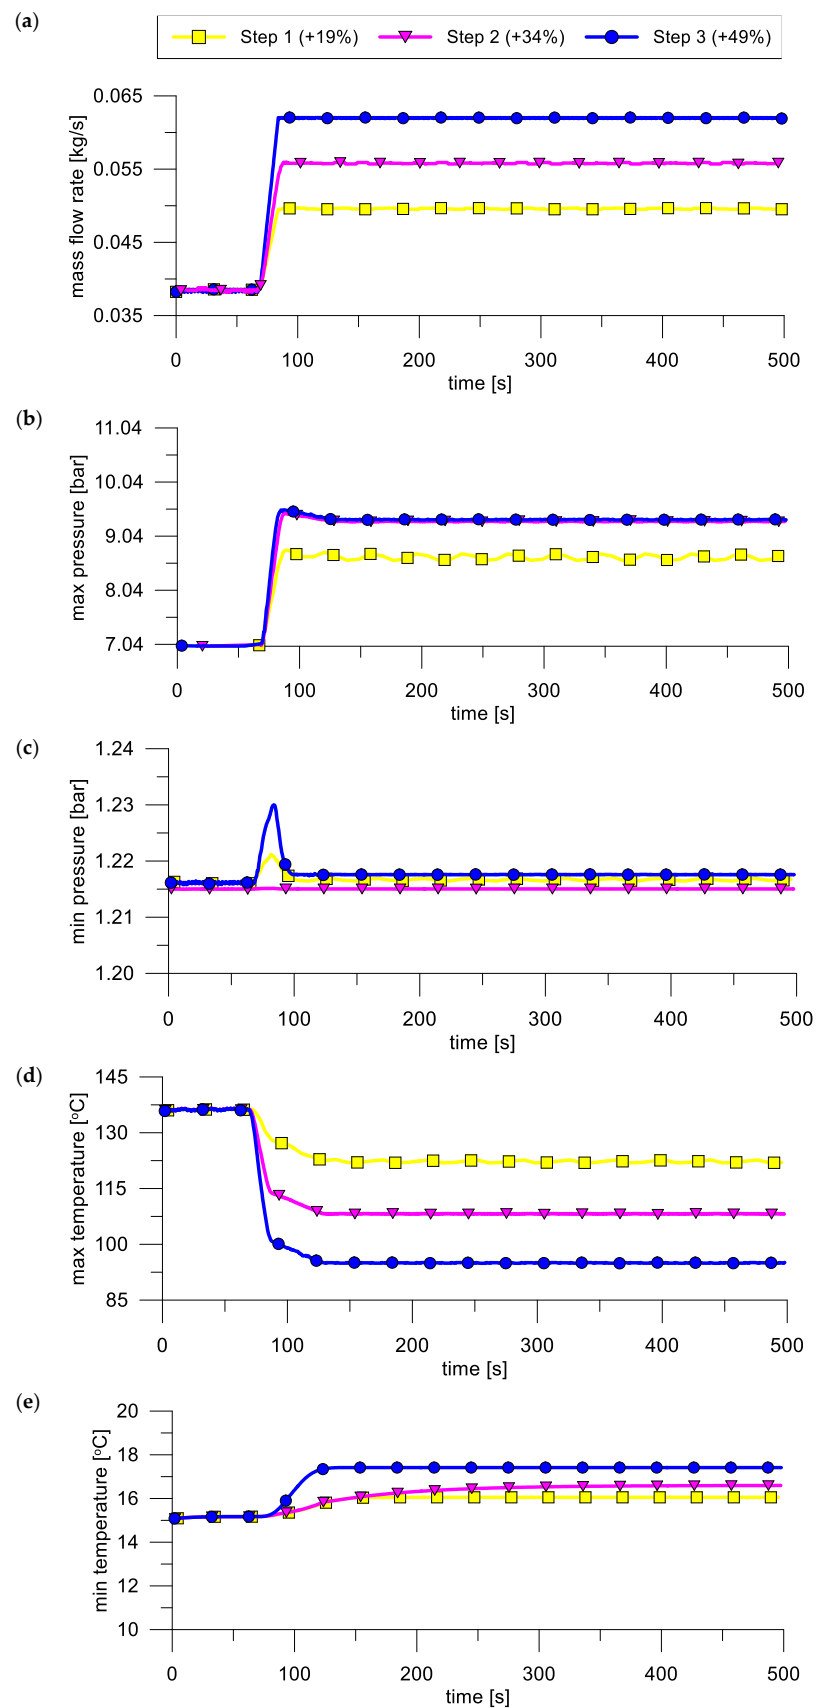 (a)
Step 1 (+19%) Step 2 (+34%) Step 3 (+49%)
mass flow rate [kg/s]
0.065
0.055
0.045
0.035
0 100 200 300 400 500
time [s]
(b)
max pressure [bar]
11.04
10.04
9.04
8.04
7.04
0 100 200 300 400 500
time [s]
(c)
min pressure [bar]
1.24
1.23
1.22
1.21
1.20
0 100 200 300 400 500
time [s]
(d)
max temperature [°C]
145
130
115
100
85
0 100 200 300 400 500
time [s]
(e)
min temperature [°C]
20
18
16
14
12
10
0 100 200 300 400 500
time [s]